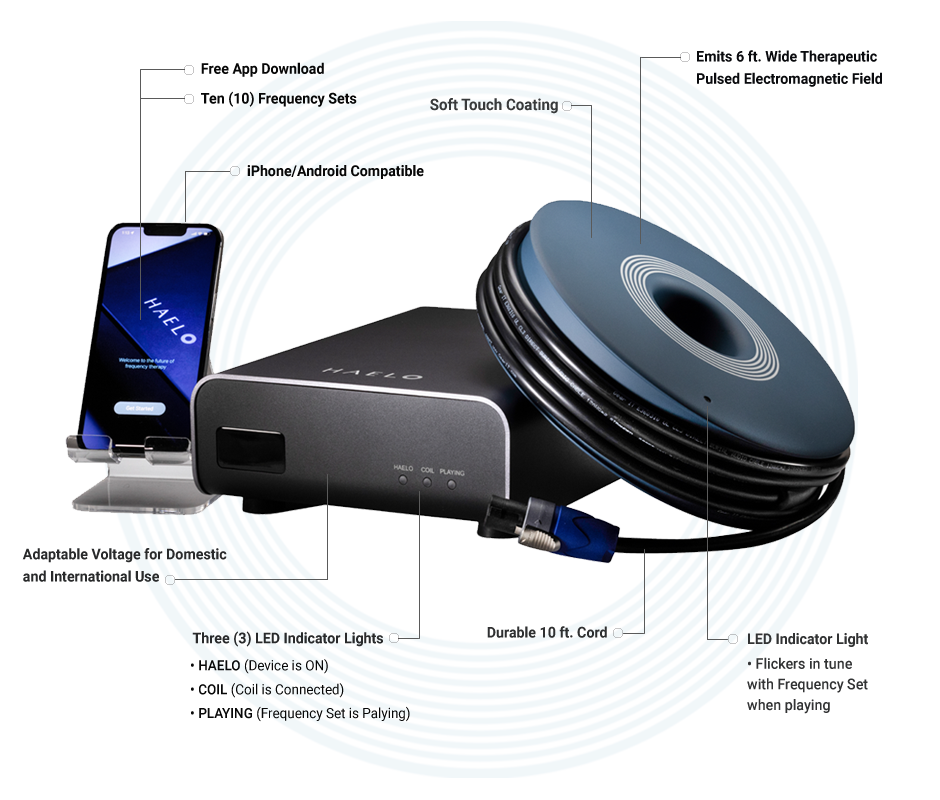 Free App Download
Ten (10) Frequency Sets
iPhone/Android Compatible
Soft Touch Coating
Emits 6 ft. Wide Therapeutic
Pulsed Electromagnetic Field
HAELO
Welcome to the future of
frequency therapy
Get Started
HAELO
HAELO COIL PLAYING
Adaptable Voltage for Domestic
and International Use
Three (3) LED Indicator Lights
• HAELO (Device is ON)
• COIL (Coil is Connected)
• PLAYING (Frequency Set is Palying)
Durable 10 ft. Cord
LED Indicator Light
• Flickers in tune
with Frequency Set
when playing